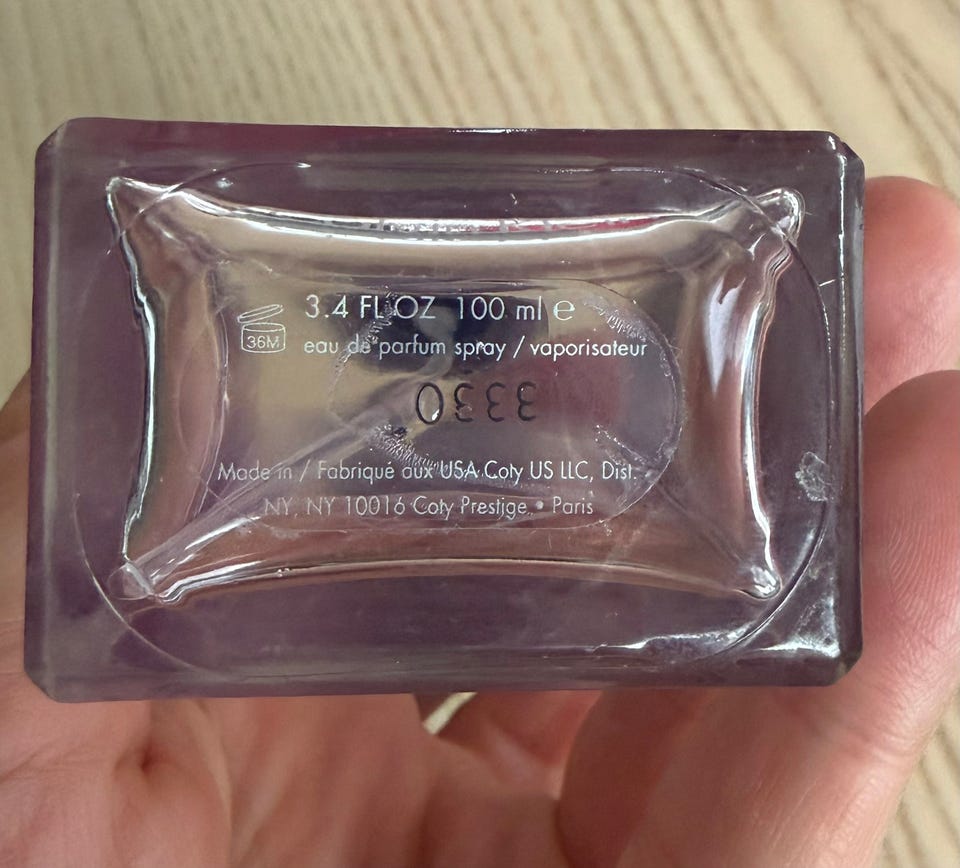 36M
3.4 FL OZ 100 ml ℮
eau de parfum spray / vaporisateur
3330
Made in / Fabriqué aux USA Coty US LLC, Dist.
NY, NY 10016 Coty Prestige • Paris